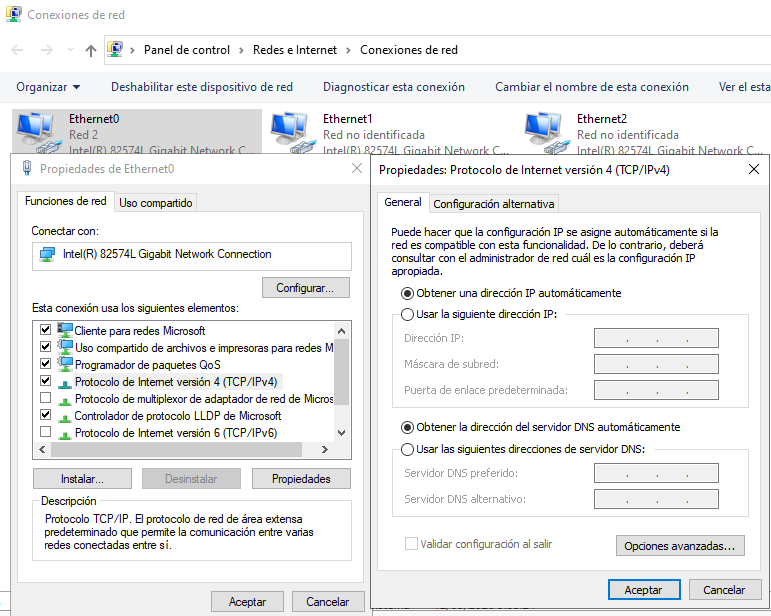 Conexiones de red
Panel de control > Redes e Internet > Conexiones de red
Organizar
Deshabilitar este dispositivo de red
Diagnosticar esta conexión
Cambiar el nombre de esta conexión
Ver el esta
Ethernet0
Red 2
Intel(R) 82574L Gigabit Network C...
Ethernet1
Red no identificada
Intel(R) 82574L Gigabit Network C...
Ethernet2
Red no identificada
Intel(R) 82574L Gigabit Network C...
Propiedades de Ethernet0
Funciones de red
Uso compartido
Conectar con:
Intel(R) 82574L Gigabit Network Connection
Configurar...
Esta conexión usa los siguientes elementos:
Cliente para redes Microsoft
Uso compartido de archivos e impresoras para redes M
Programador de paquetes QoS
Protocolo de Internet versión 4 (TCP/IPv4)
Protocolo de multiplexor de adaptador de red de Micros
Controlador de protocolo LLDP de Microsoft
Protocolo de Internet versión 6 (TCP/IPv6)
Instalar...
Desinstalar
Propiedades
Descripción
Protocolo TCP/IP. El protocolo de red de área extensa
predeterminado que permite la comunicación entre varias
redes conectadas entre sí.
Aceptar
Cancelar
Propiedades: Protocolo de Internet versión 4 (TCP/IPv4)
General
Configuración alternativa
Puede hacer que la configuración IP se asigne automáticamente si la
red es compatible con esta funcionalidad. De lo contrario, deberá
consultar con el administrador de red cuál es la configuración IP
apropiada.
Obtener una dirección IP automáticamente
Usar la siguiente dirección IP:
Dirección IP:
Máscara de subred:
Puerta de enlace predeterminada:
Obtener la dirección del servidor DNS automáticamente
Usar las siguientes direcciones de servidor DNS:
Servidor DNS preferido:
Servidor DNS alternativo:
Validar configuración al salir
Opciones avanzadas...
Aceptar
Cancelar